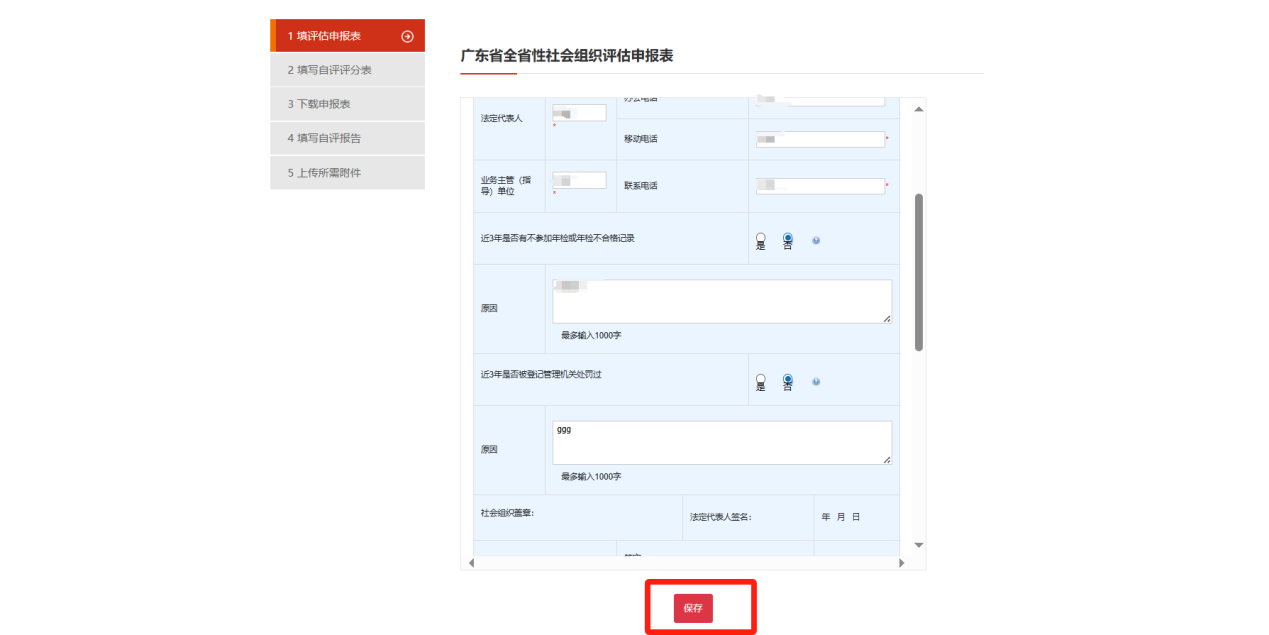 1 填评估申报表
2 填写自评评分表
3 下载申报表
4 填写自评报告
5 上传所需附件
广东省全省性社会组织评估申报表
办公电话
法定代表人
*
移动电话
*
业务主管（指
导）单位
*
联系电话
*
近3年是否有不参加年检或年检不合格记录
是
否
原因
最多输入1000字
近3年是否被登记管理机关处罚过
是
否
原因
ggg
最多输入1000字
社会组织盖章：
法定代表人签名：
年 月 日
保存